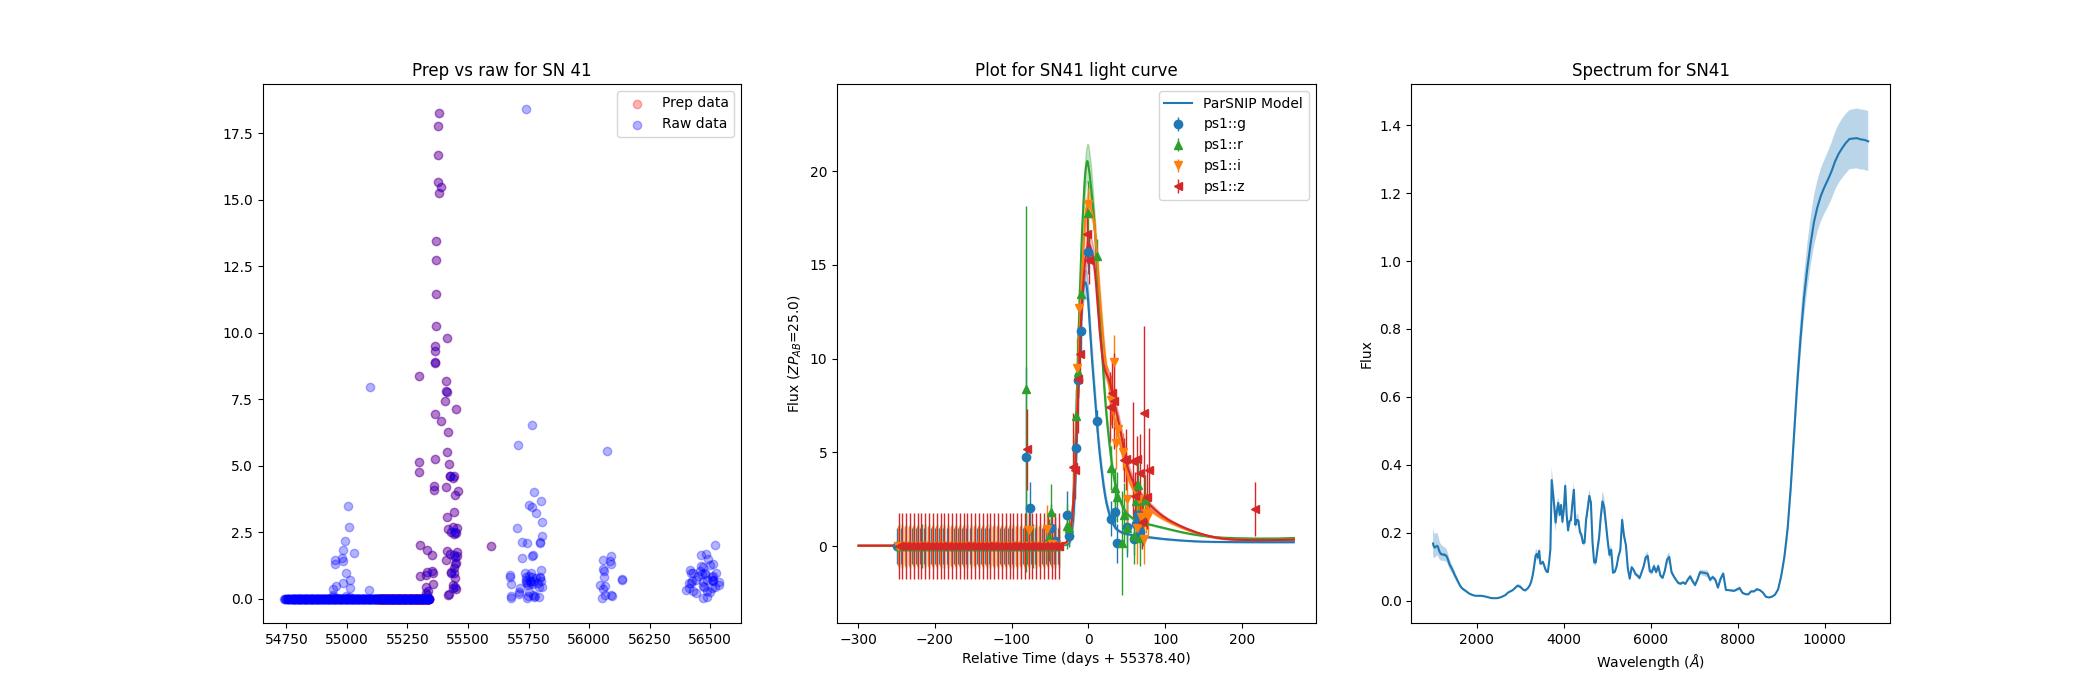 Prep vs raw for SN 41
Prep data
Raw data
17.5
15.0
12.5
10.0
7.5
5.0
2.5
0.0
54750 55000 55250 55500 55750 56000 56250 56500
Plot for SN41 light curve
ParSNIP Model
ps1::g
ps1::r
ps1::i
ps1::z
Flux (ZP_AB=25.0)
20
15
10
5
0
−300 −200 −100 0 100 200
Relative Time (days + 55378.40)
Spectrum for SN41
Flux
1.4
1.2
1.0
0.8
0.6
0.4
0.2
0.0
2000 4000 6000 8000 10000
Wavelength (Å)